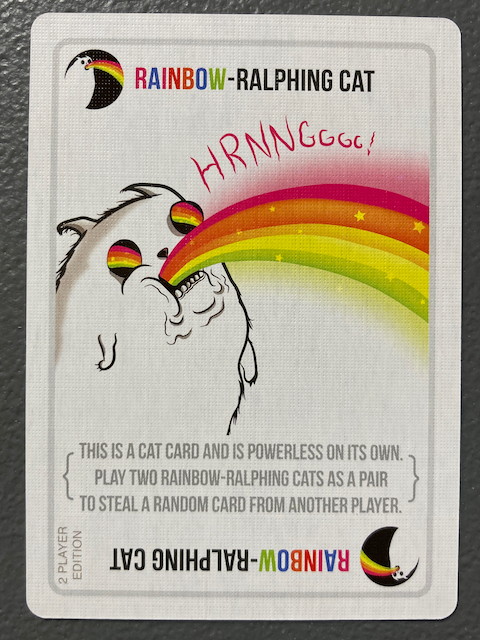 RAINBOW-RALPHING CAT
HRNNGGGG!
THIS IS A CAT CARD AND IS POWERLESS ON ITS OWN.
PLAY TWO RAINBOW-RALPHING CATS AS A PAIR
TO STEAL A RANDOM CARD FROM ANOTHER PLAYER.
2 PLAYER
EDITION
RAINBOW-RALPHING CAT